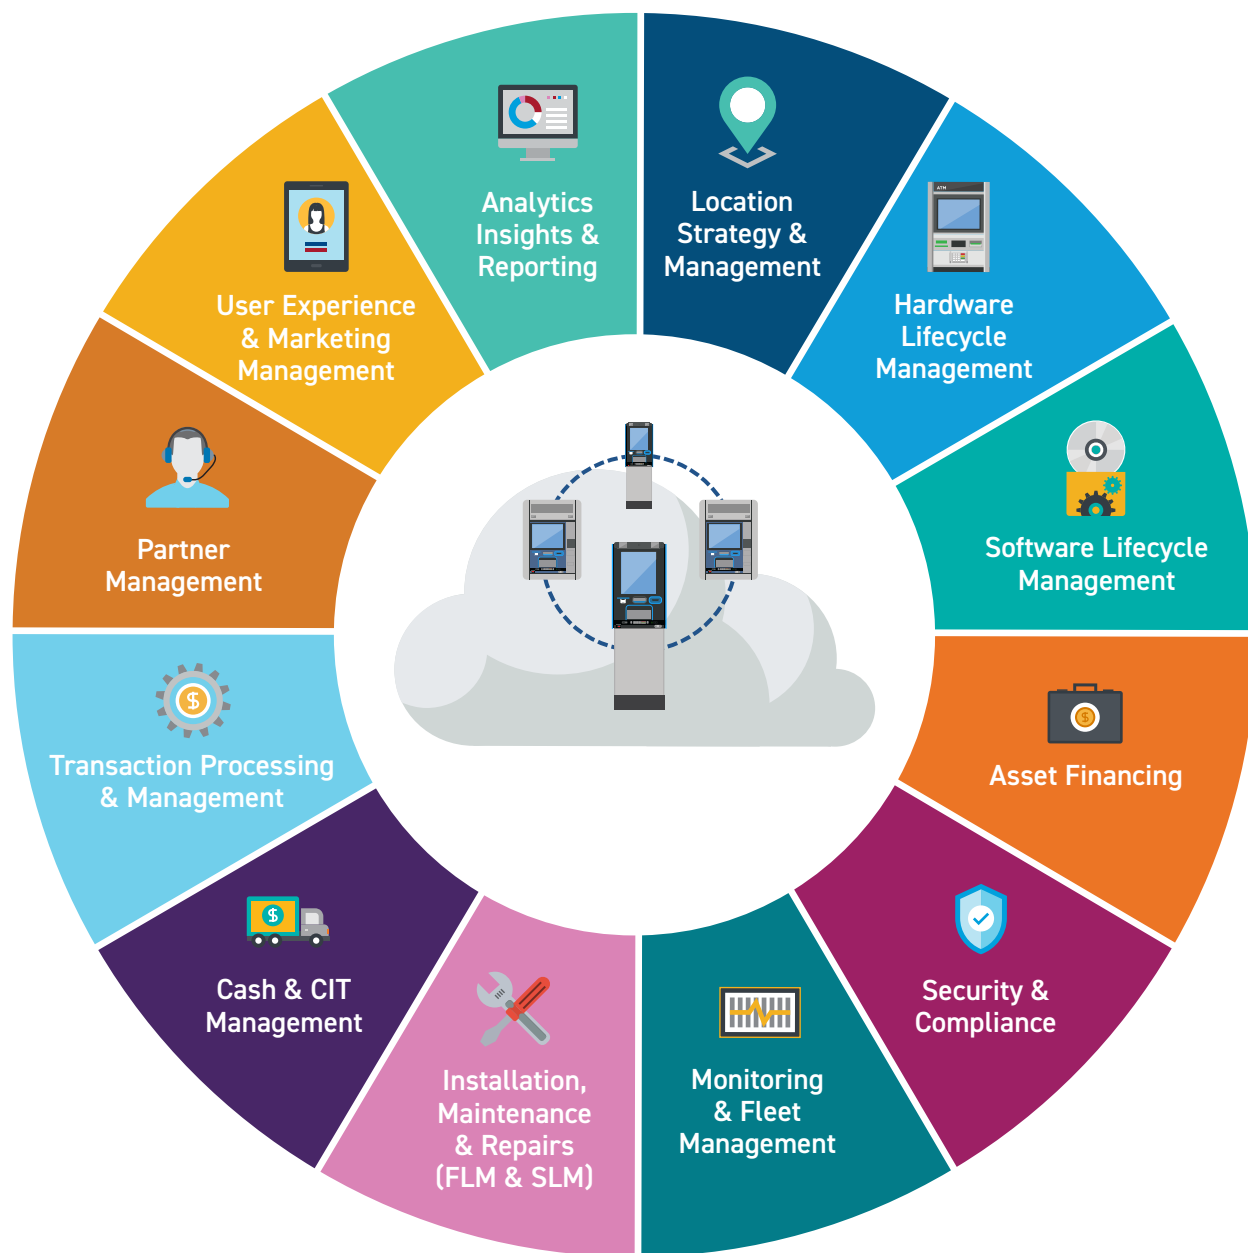 Analytics
Insights &
Reporting
Location
Strategy &
Management
Hardware
Lifecycle
Management
Software Lifecycle
Management
Asset Financing
Security &
Compliance
Monitoring
& Fleet
Management
Installation,
Maintenance
& Repairs
(FLM & SLM)
Cash & CIT
Management
Transaction Processing
& Management
Partner
Management
User Experience
& Marketing
Management
ATM
$
$
$